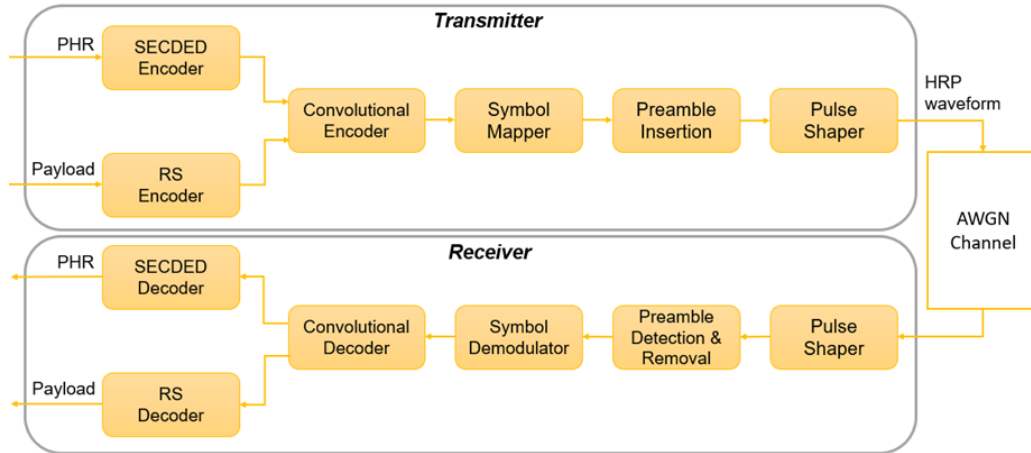 Transmitter
PHR
SECDED
Encoder
Payload
RS
Encoder
Convolutional
Encoder
Symbol
Mapper
Preamble
Insertion
Pulse
Shaper
HRP
waveform
AWGN
Channel
Receiver
PHR
SECDED
Decoder
Payload
RS
Decoder
Convolutional
Decoder
Symbol
Demodulator
Preamble
Detection &
Removal
Pulse
Shaper